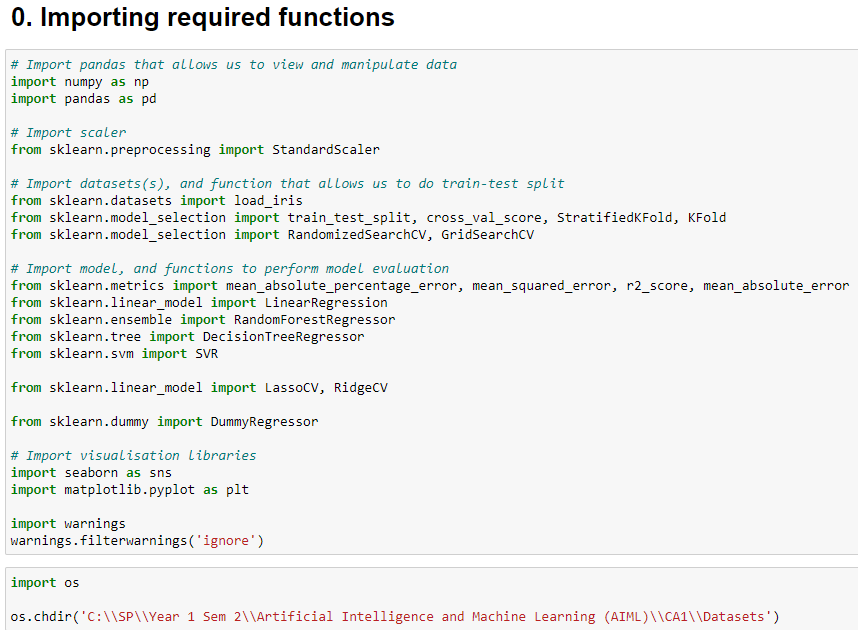 0. Importing required functions
# Import pandas that allows us to view and manipulate data
import numpy as np
import pandas as pd
# Import scaler
from sklearn.preprocessing import StandardScaler
# Import datasets(s), and function that allows us to do train-test split
from sklearn.datasets import load_iris
from sklearn.model_selection import train_test_split, cross_val_score, StratifiedKFold, KFold
from sklearn.model_selection import RandomizedSearchCV, GridSearchCV
# Import model, and functions to perform model evaluation
from sklearn.metrics import mean_absolute_percentage_error, mean_squared_error, r2_score, mean_absolute_error
from sklearn.linear_model import LinearRegression
from sklearn.ensemble import RandomForestRegressor
from sklearn.tree import DecisionTreeRegressor
from sklearn.svm import SVR
from sklearn.linear_model import LassoCV, RidgeCV
from sklearn.dummy import DummyRegressor
# Import visualisation libraries
import seaborn as sns
import matplotlib.pyplot as plt
import warnings
warnings.filterwarnings('ignore')
import os
os.chdir('C:\\SP\\Year 1 Sem 2\\Artificial Intelligence and Machine Learning (AIML)\\CA1\\Datasets')